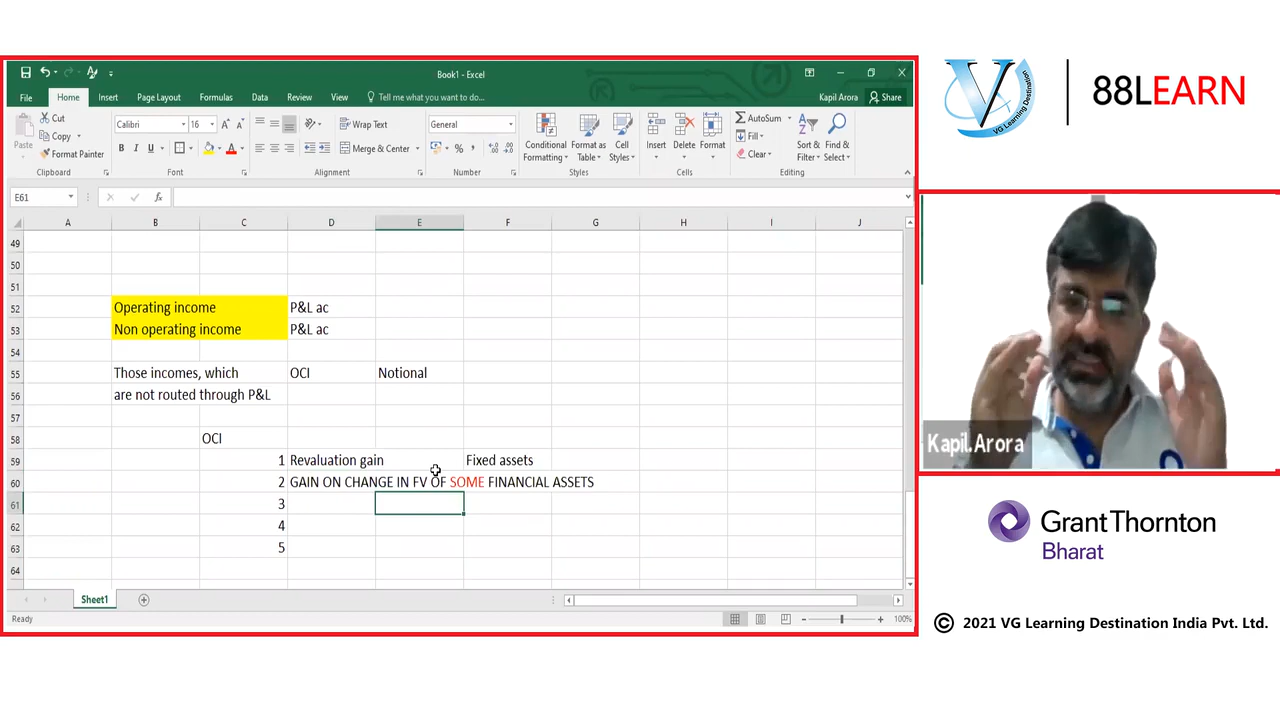 Book1 - Excel
File Home Insert Page Layout Formulas Data Review View Tell me what you want to do... Kapil Arora Share
Paste
Cut
Copy
Format Painter
Clipboard
Calibri 16
B I U
Font
Wrap Text
Merge & Center
Alignment
General
%
Number
Conditional Formatting
Format as Table
Cell Styles
Styles
Insert Delete Format
Cells
AutoSum
Fill
Clear
Sort & Filter
Find & Select
Editing
E61 fx
A B C D E F G H I J
49
50
51
52 Operating income P&L ac
53 Non operating income P&L ac
54
55 Those incomes, which OCI Notional
56 are not routed through P&L
57
58 OCI
59 1 Revaluation gain Fixed assets
60 2 GAIN ON CHANGE IN FV OF SOME FINANCIAL ASSETS
61 3
62 4
63 5
64
Sheet1
Ready 100%
VG Learning Destination
88LEARN
Kapil.Arora
Grant Thornton
Bharat
© 2021 VG Learning Destination India Pvt. Ltd.